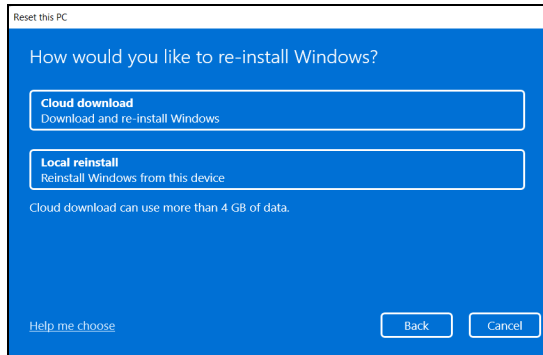 Reset this PC
How would you like to re-install Windows?
Cloud download
Download and re-install Windows
Local reinstall
Reinstall Windows from this device
Cloud download can use more than 4 GB of data.
Help me choose
Back
Cancel